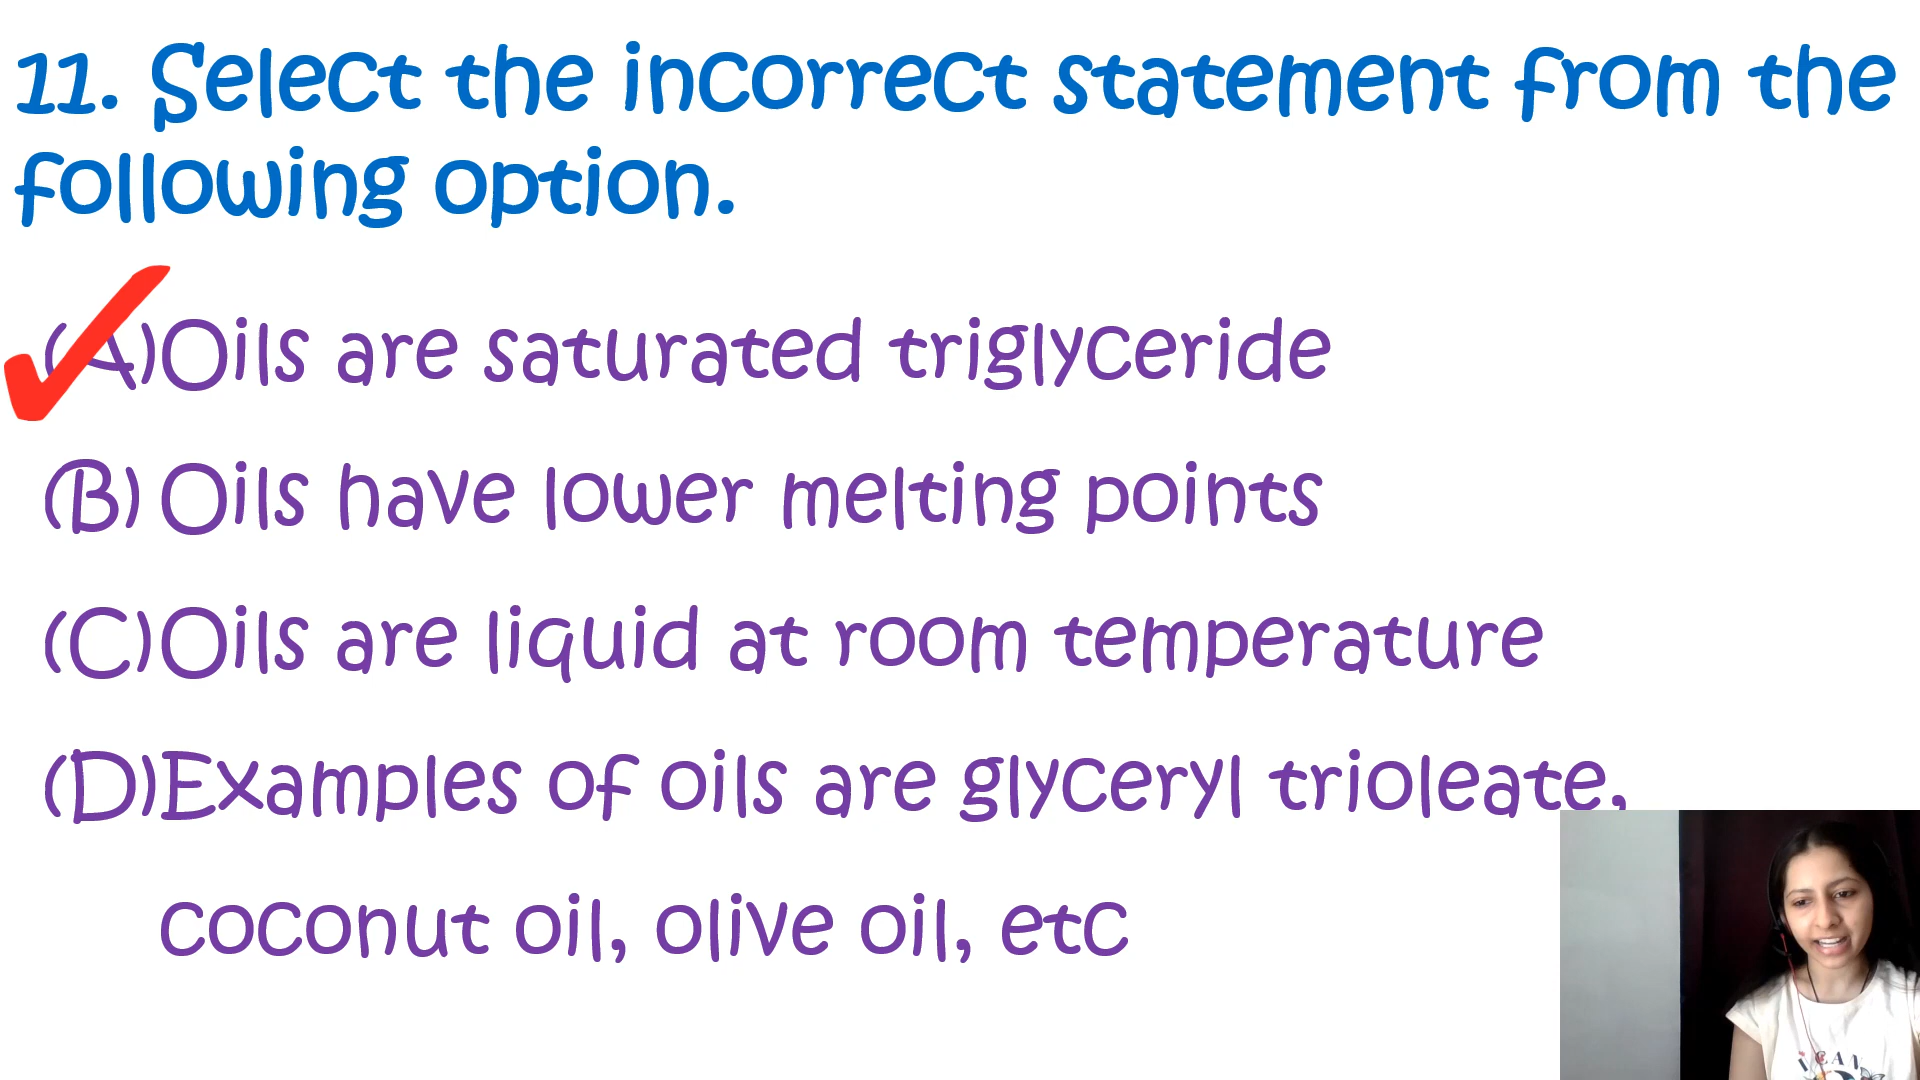 11. Select the incorrect statement from the
following option.
(A)Oils are saturated triglyceride
(B) Oils have lower melting points
(C)Oils are liquid at room temperature
(D)Examples of oils are glyceryl trioleate,
coconut oil, olive oil, etc
I CAN